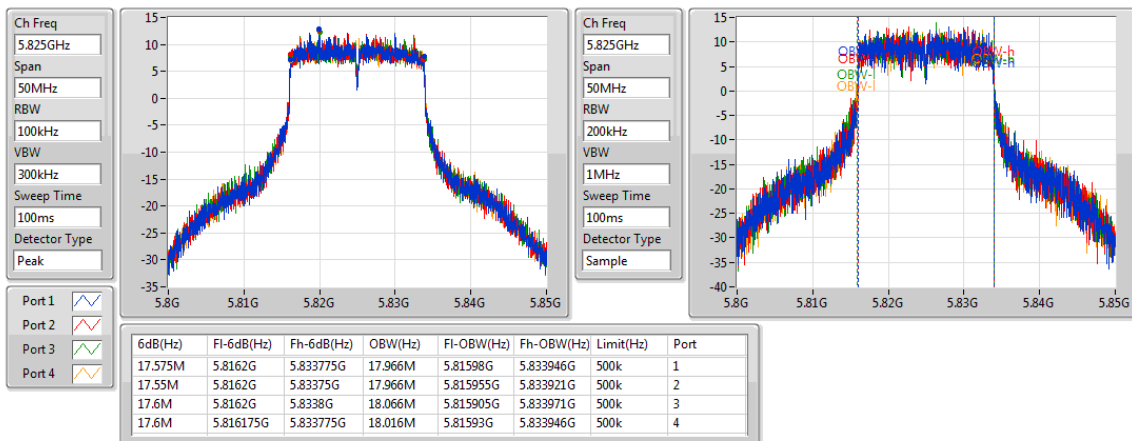 Ch Freq
5.825GHz
Span
50MHz
RBW
100kHz
VBW
300kHz
Sweep Time
100ms
Detector Type
Peak
15
10
5
0
-5
-10
-15
-20
-25
-30
-35
5.8G 5.81G 5.82G 5.83G 5.84G 5.85G
Ch Freq
5.825GHz
Span
50MHz
RBW
200kHz
VBW
1MHz
Sweep Time
100ms
Detector Type
Sample
15
10
5
0
-5
-10
-15
-20
-25
-30
-35
-40
OBW-h
OBW-l
OBW-l
5.8G 5.81G 5.82G 5.83G 5.84G 5.85G
Port 1
Port 2
Port 3
Port 4
6dB(Hz) Fl-6dB(Hz) Fh-6dB(Hz) OBW(Hz) Fl-OBW(Hz) Fh-OBW(Hz) Limit(Hz) Port
17.575M 5.8162G 5.833775G 17.966M 5.81598G 5.833946G 500k 1
17.55M 5.8162G 5.83375G 17.966M 5.815955G 5.833921G 500k 2
17.6M 5.8162G 5.8338G 18.066M 5.815905G 5.833971G 500k 3
17.6M 5.816175G 5.833775G 18.016M 5.81593G 5.833946G 500k 4